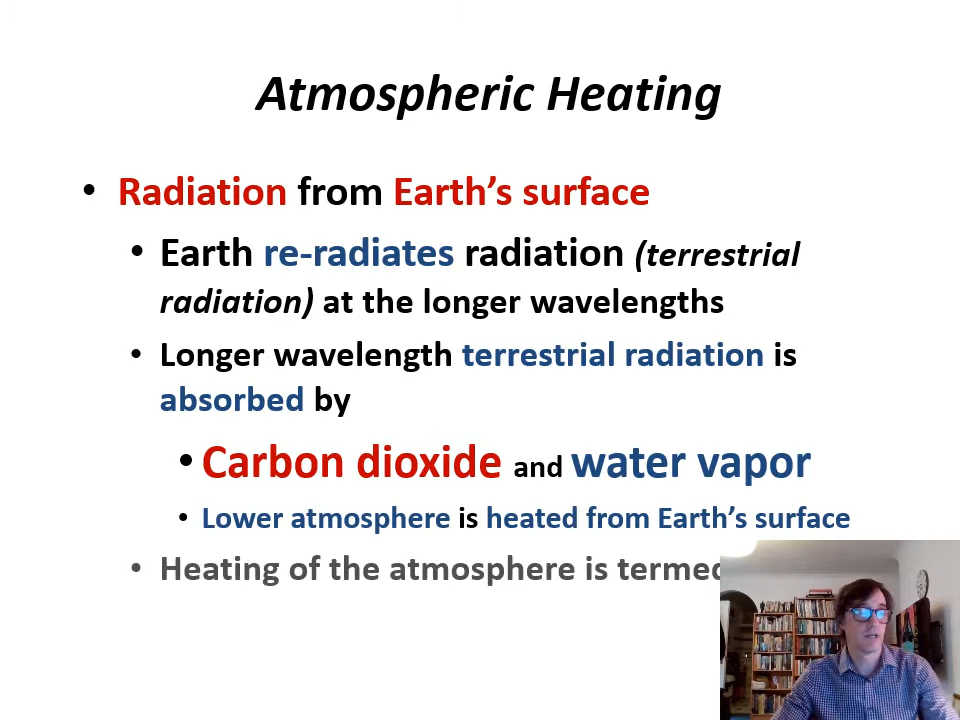 Atmospheric Heating
• Radiation from Earth's surface
• Earth re-radiates radiation (terrestrial
radiation) at the longer wavelengths
• Longer wavelength terrestrial radiation is
absorbed by
• Carbon dioxide and water vapor
• Lower atmosphere is heated from Earth's surface
• Heating of the atmosphere is termed